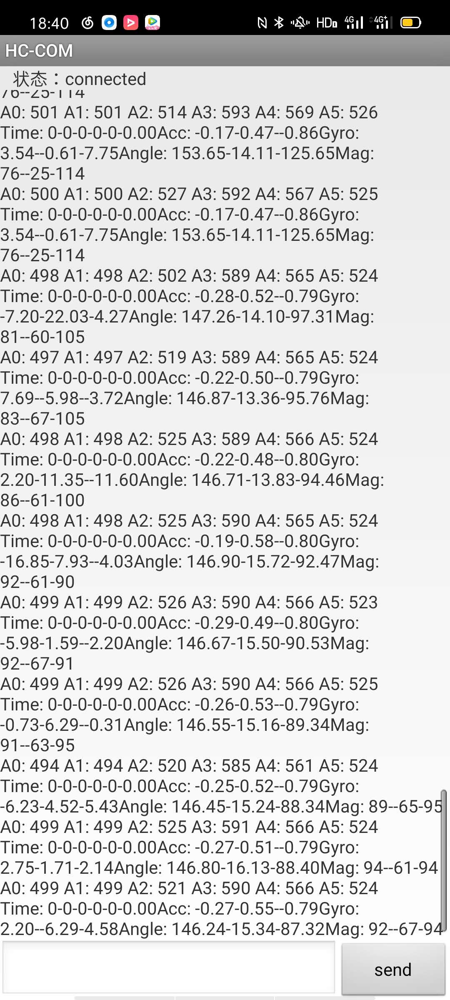 18:40 HD 4G 4G+
HC-COM
状态：connected
76--25-114
A0: 501 A1: 501 A2: 514 A3: 593 A4: 569 A5: 526
Time: 0-0-0-0-0-0.00Acc: -0.17-0.47--0.86Gyro:
3.54--0.61-7.75Angle: 153.65-14.11-125.65Mag:
76--25-114
A0: 500 A1: 500 A2: 527 A3: 592 A4: 567 A5: 525
Time: 0-0-0-0-0-0.00Acc: -0.17-0.47--0.86Gyro:
3.54--0.61-7.75Angle: 153.65-14.11-125.65Mag:
76--25-114
A0: 498 A1: 498 A2: 502 A3: 589 A4: 565 A5: 524
Time: 0-0-0-0-0-0.00Acc: -0.28-0.52--0.79Gyro:
-7.20-22.03-4.27Angle: 147.26-14.10-97.31Mag:
81--60-105
A0: 497 A1: 497 A2: 519 A3: 589 A4: 565 A5: 524
Time: 0-0-0-0-0-0.00Acc: -0.22-0.50--0.79Gyro:
7.69--5.98--3.72Angle: 146.87-13.36-95.76Mag:
83--67-105
A0: 498 A1: 498 A2: 525 A3: 589 A4: 566 A5: 524
Time: 0-0-0-0-0-0.00Acc: -0.22-0.48--0.80Gyro:
2.20-11.35--11.60Angle: 146.71-13.83-94.46Mag:
86--61-100
A0: 498 A1: 498 A2: 525 A3: 590 A4: 565 A5: 524
Time: 0-0-0-0-0-0.00Acc: -0.19-0.58--0.80Gyro:
-16.85-7.93--4.03Angle: 146.90-15.72-92.47Mag:
92--61-90
A0: 499 A1: 499 A2: 526 A3: 590 A4: 566 A5: 523
Time: 0-0-0-0-0-0.00Acc: -0.29-0.49--0.80Gyro:
-5.98-1.59--2.20Angle: 146.67-15.50-90.53Mag:
92--67-91
A0: 499 A1: 499 A2: 526 A3: 590 A4: 566 A5: 525
Time: 0-0-0-0-0-0.00Acc: -0.26-0.53--0.79Gyro:
-0.73-6.29--0.31Angle: 146.55-15.16-89.34Mag:
91--63-95
A0: 494 A1: 494 A2: 520 A3: 585 A4: 561 A5: 524
Time: 0-0-0-0-0-0.00Acc: -0.25-0.52--0.79Gyro:
-6.23-4.52-5.43Angle: 146.45-15.24-88.34Mag: 89--65-95
A0: 499 A1: 499 A2: 525 A3: 591 A4: 566 A5: 524
Time: 0-0-0-0-0-0.00Acc: -0.27-0.51--0.79Gyro:
2.75-1.71-2.14Angle: 146.80-16.13-88.40Mag: 94--61-94
A0: 499 A1: 499 A2: 521 A3: 590 A4: 566 A5: 524
Time: 0-0-0-0-0-0.00Acc: -0.27-0.55--0.79Gyro:
2.20--6.29-4.58Angle: 146.24-15.34-87.32Mag: 92--67-94
send